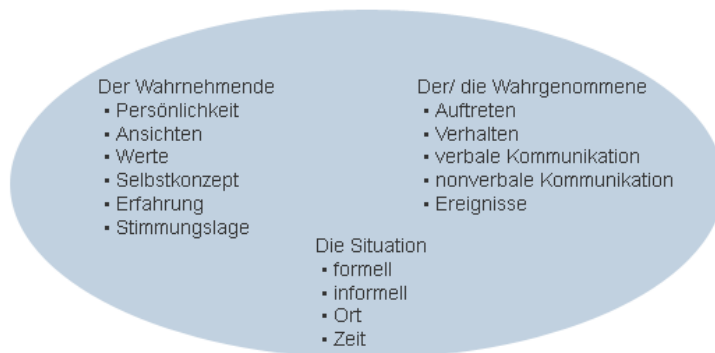 Der Wahrnehmende
▪ Persönlichkeit
▪ Ansichten
▪ Werte
▪ Selbstkonzept
▪ Erfahrung
▪ Stimmungslage
Der/ die Wahrgenommene
▪ Auftreten
▪ Verhalten
▪ verbale Kommunikation
▪ nonverbale Kommunikation
▪ Ereignisse
Die Situation
▪ formell
▪ informell
▪ Ort
▪ Zeit